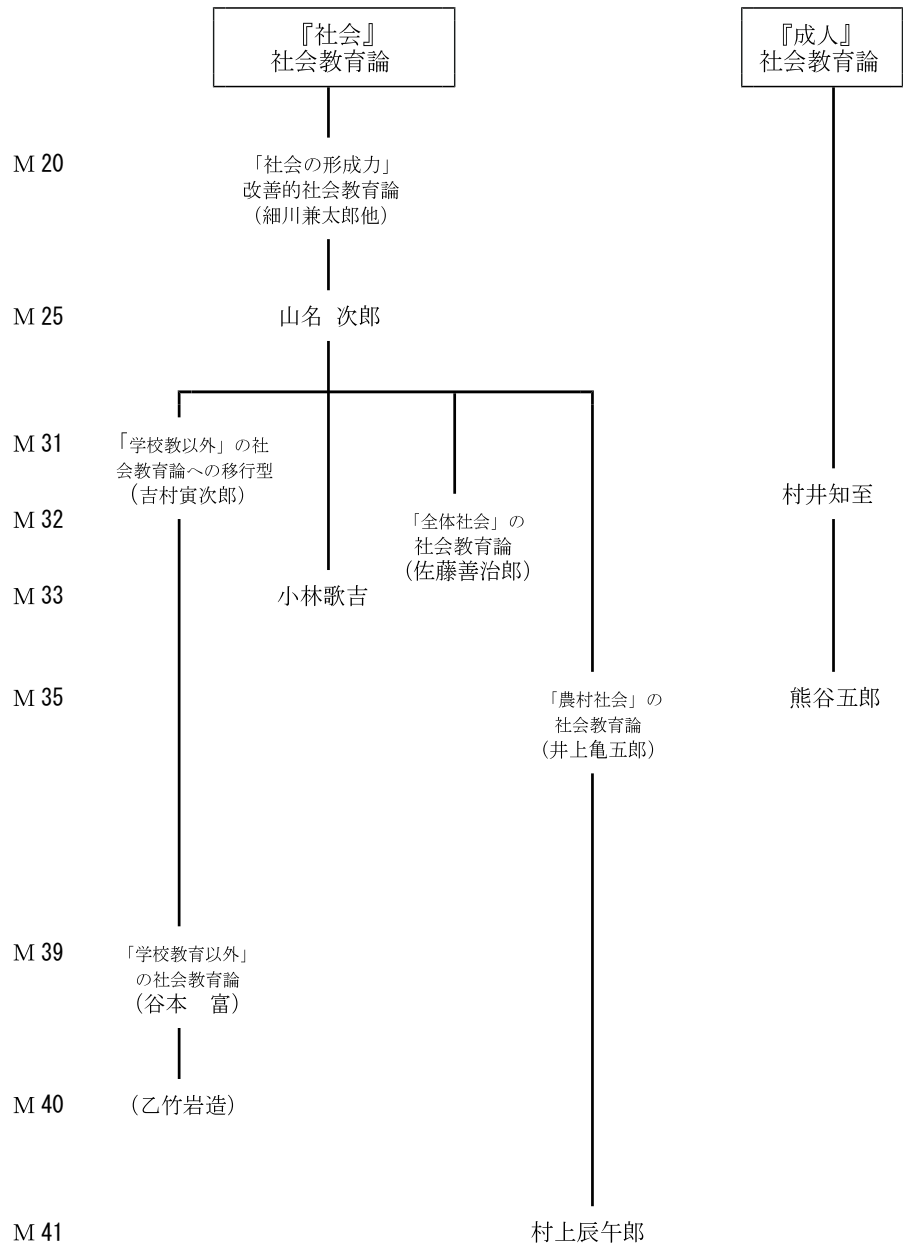 『社会』
社会教育論
『成人』
社会教育論
M 20
「社会の形成力」
改善的社会教育論
（細川兼太郎他）
M 25
山名 次郎
M 31
「学校教以外」の社
会教育論への移行型
（吉村寅次郎）
村井知至
M 32
「全体社会」の
社会教育論
（佐藤善治郎）
M 33
小林歌吉
M 35
「農村社会」の
社会教育論
（井上亀五郎）
熊谷五郎
M 39
「学校教育以外」
の社会教育論
（谷本　富）
M 40
（乙竹岩造）
M 41
村上辰午郎